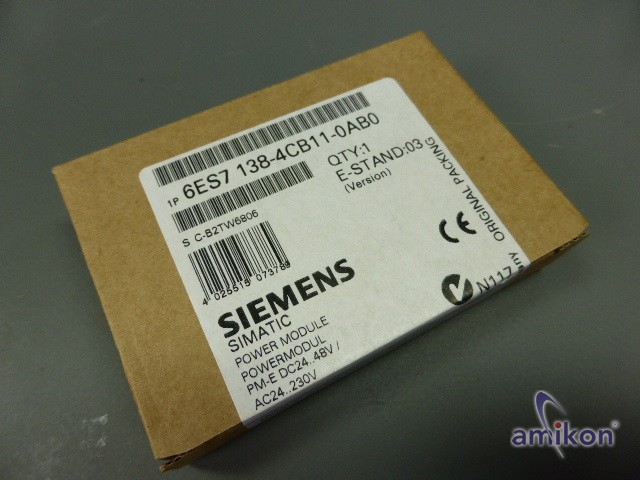 1P 6ES7 138-4CB11-0AB0
QTY:1
S C-B2TW6806
E-STAND:03
(Version)
4 025515 073789
ORIGINAL PACKING
SIEMENS
SIMATIC
N117
POWER MODULE
POWERMODUL
PM-E DC24..48V /
AC24..230V
amikon